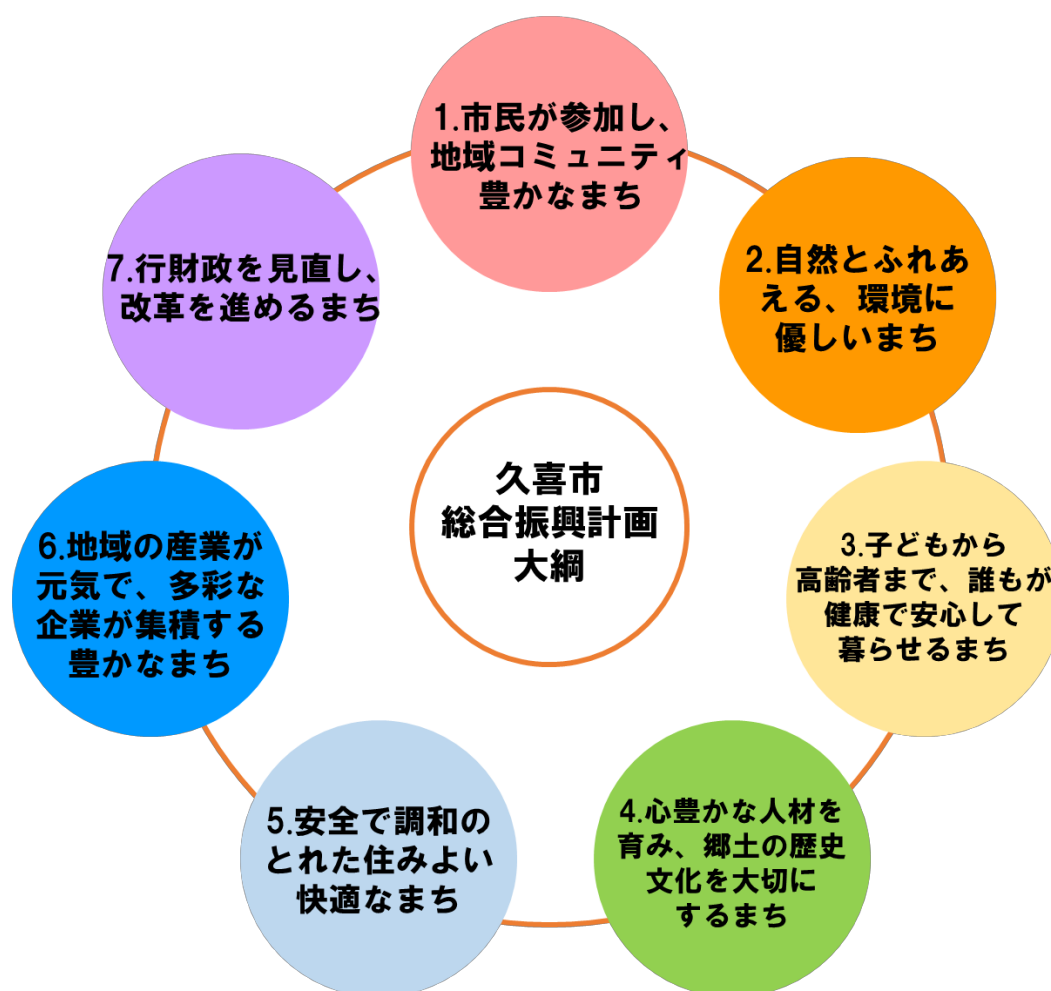 1.市民が参加し、
地域コミュニティ
豊かなまち
2.自然とふれあ
える、環境に
優しいまち
3.子どもから
高齢者まで、誰もが
健康で安心して
暮らせるまち
4.心豊かな人材を
育み、郷土の歴史
文化を大切に
するまち
5.安全で調和の
とれた住みよい
快適なまち
6.地域の産業が
元気で、多彩な
企業が集積する
豊かなまち
7.行財政を見直し、
改革を進めるまち
久喜市
総合振興計画
大綱